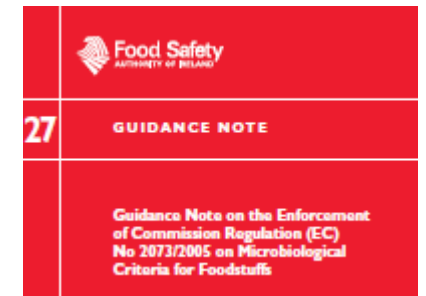 Food Safety
AUTHORITY OF IRELAND
27
GUIDANCE NOTE
Guidance Note on the Enforcement
of Commission Regulation (EC)
No 2073/2005 on Microbiological
Criteria for Foodstuffs